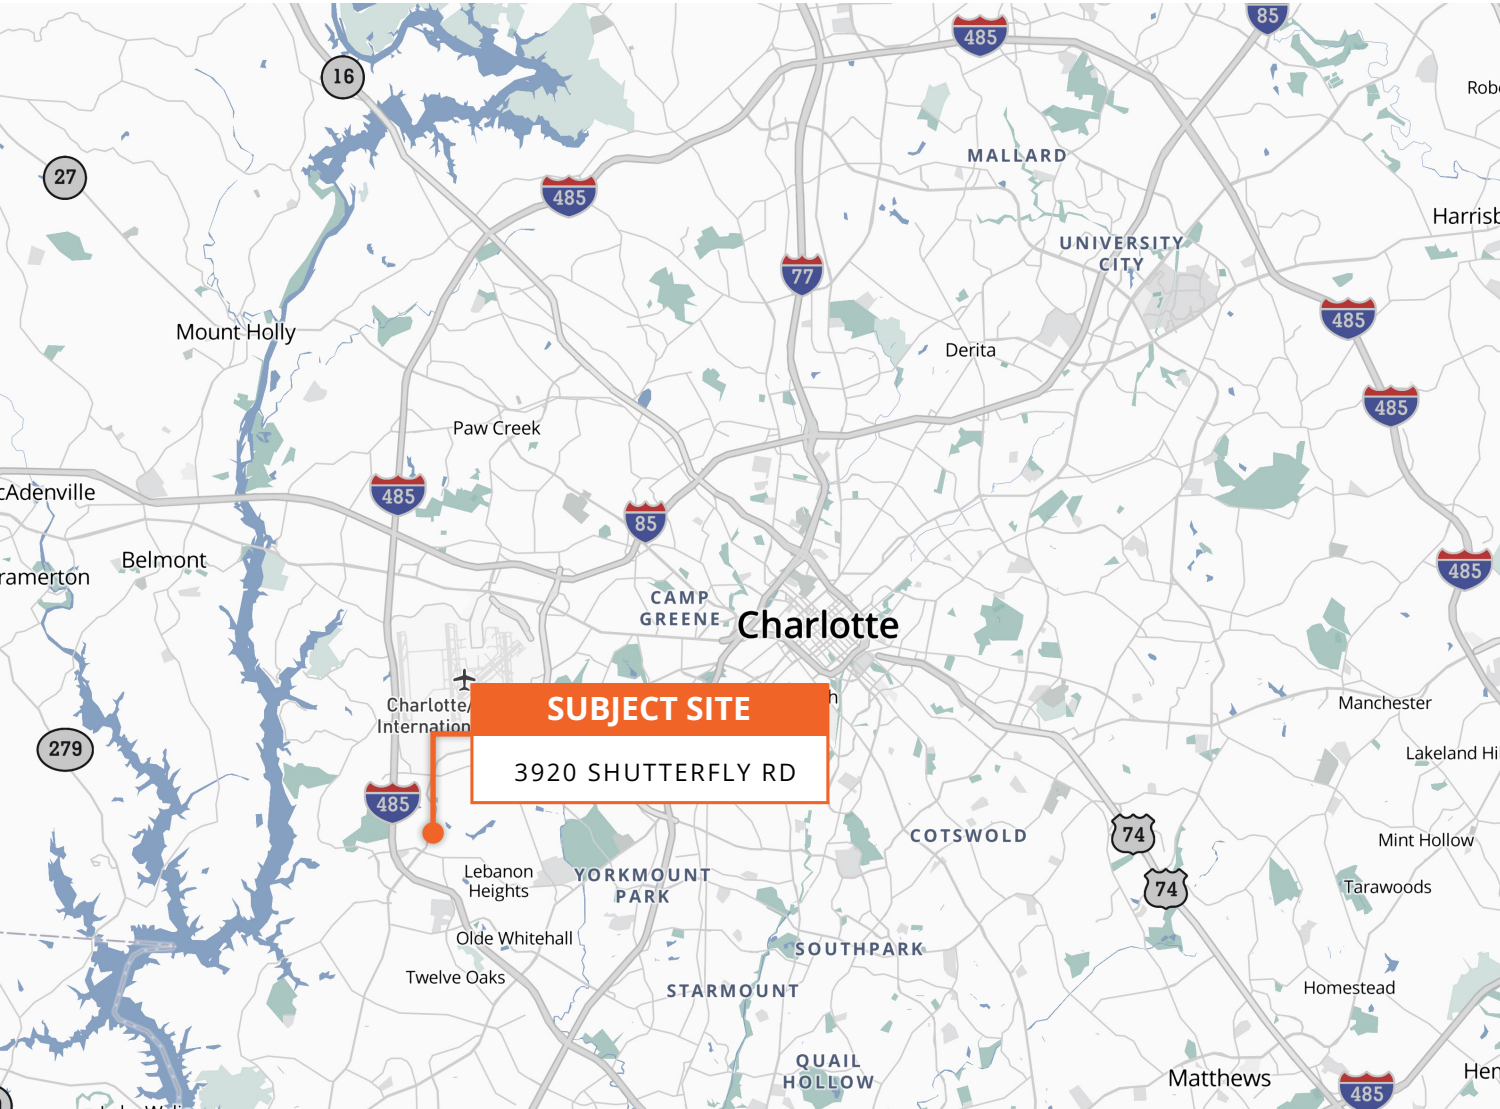 85
485
16
Robe
MALLARD
27
485
Harrisb
UNIVERSITY
CITY
77
485
Mount Holly
Derita
485
Paw Creek
cAdenville
485
85
Belmont
485
ramerton
CAMP
GREENE
Charlotte
Charlotte/
Internation
h
SUBJECT SITE
3920 SHUTTERFLY RD
Manchester
279
Lakeland Hi
485
COTSWOLD
74
Mint Hollow
Lebanon
Heights
YORKMOUNT
PARK
74
Tarawoods
Olde Whitehall
SOUTHPARK
Twelve Oaks
STARMOUNT
Homestead
QUAIL
HOLLOW
Matthews
Hen
485